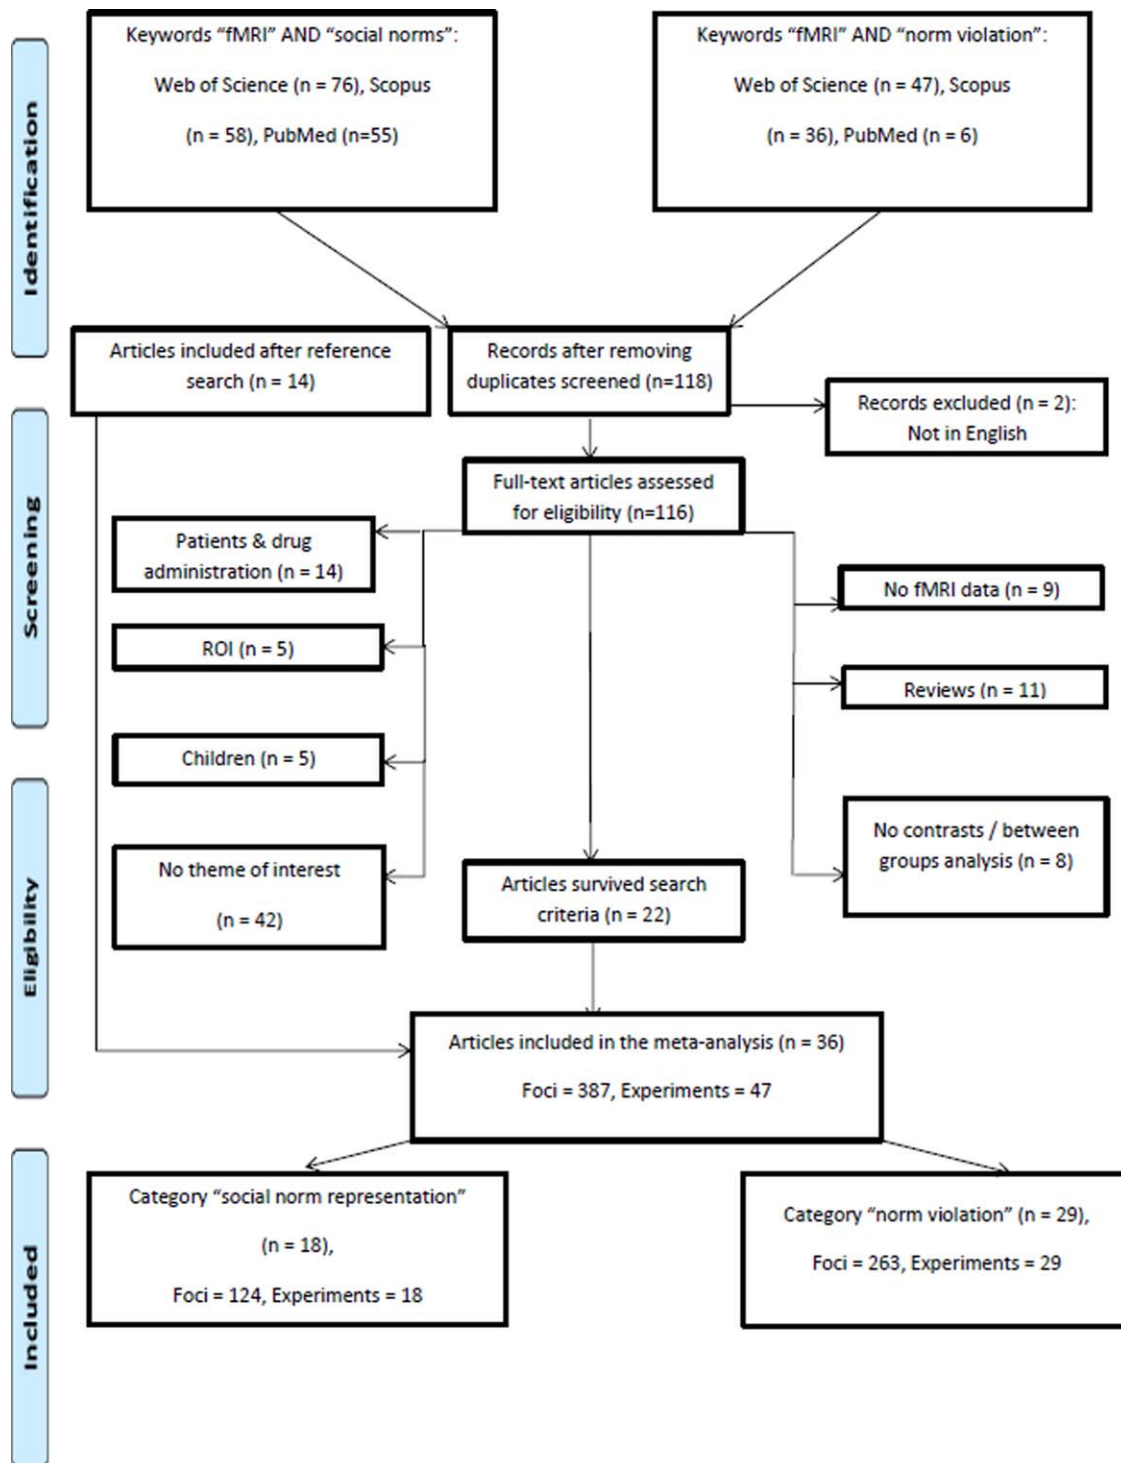 Identification
Keywords “fMRI” AND “social norms”:
Web of Science (n = 76), Scopus
(n = 58), PubMed (n=55)
Keywords “fMRI” AND “norm violation”:
Web of Science (n = 47), Scopus
(n = 36), PubMed (n = 6)
Articles included after reference
search (n = 14)
Records after removing
duplicates screened (n=118)
Records excluded (n = 2):
Not in English
Screening
Full-text articles assessed
for eligibility (n=116)
Patients & drug
administration (n = 14)
ROI (n = 5)
Children (n = 5)
No theme of interest
(n = 42)
No fMRI data (n = 9)
Reviews (n = 11)
No contrasts / between
groups analysis (n = 8)
Eligibility
Articles survived search
criteria (n = 22)
Articles included in the meta-analysis (n = 36)
Foci = 387, Experiments = 47
Included
Category “social norm representation”
(n = 18),
Foci = 124, Experiments = 18
Category “norm violation” (n = 29),
Foci = 263, Experiments = 29